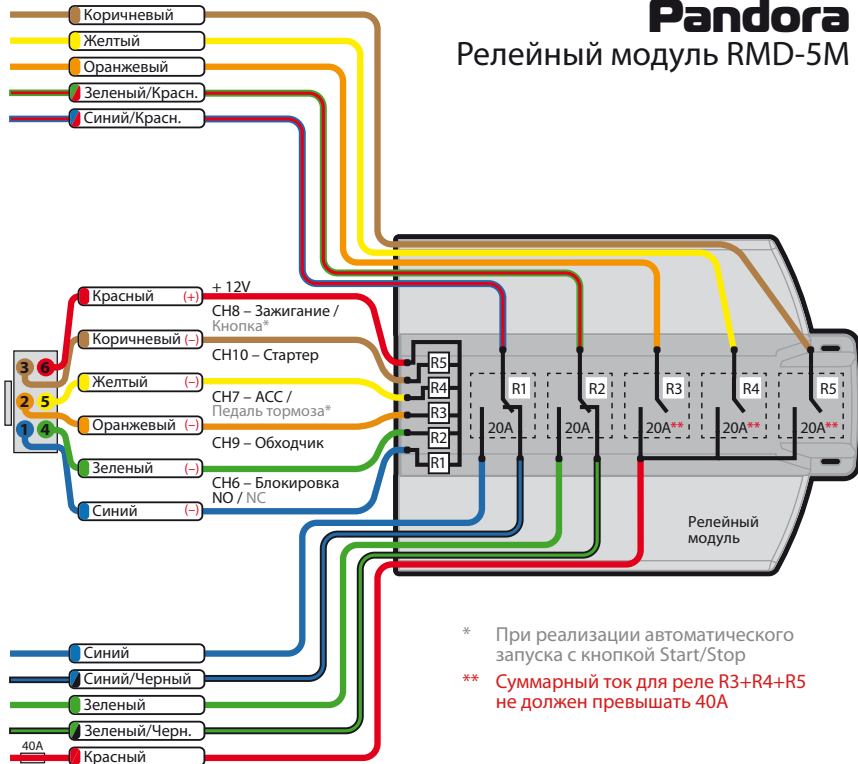 Pandora
Релейный модуль RMD-5M
Коричневый
Желтый
Оранжевый
Зеленый/Красн.
Синий/Красн.
Красный (+)
+ 12V
CH8 – Зажигание /
Кнопка*
Коричневый (–)
CH10 – Стартер
Желтый (–)
CH7 – ACC /
Педаль тормоза*
Оранжевый (–)
CH9 – Обходчик
Зеленый (–)
CH6 – Блокировка
NO / NC
Синий (–)
3 6
2 5
1 4
R5
R4
R3
R2
R1
R1
R2
R3
R4
R5
20A
20A
20A**
20A**
20A**
Релейный
модуль
* При реализации автоматического
запуска с кнопкой Start/Stop
** Суммарный ток для реле R3+R4+R5
не должен превышать 40А
Синий
Синий/Черный
Зеленый
Зеленый/Черн.
40A
Красный